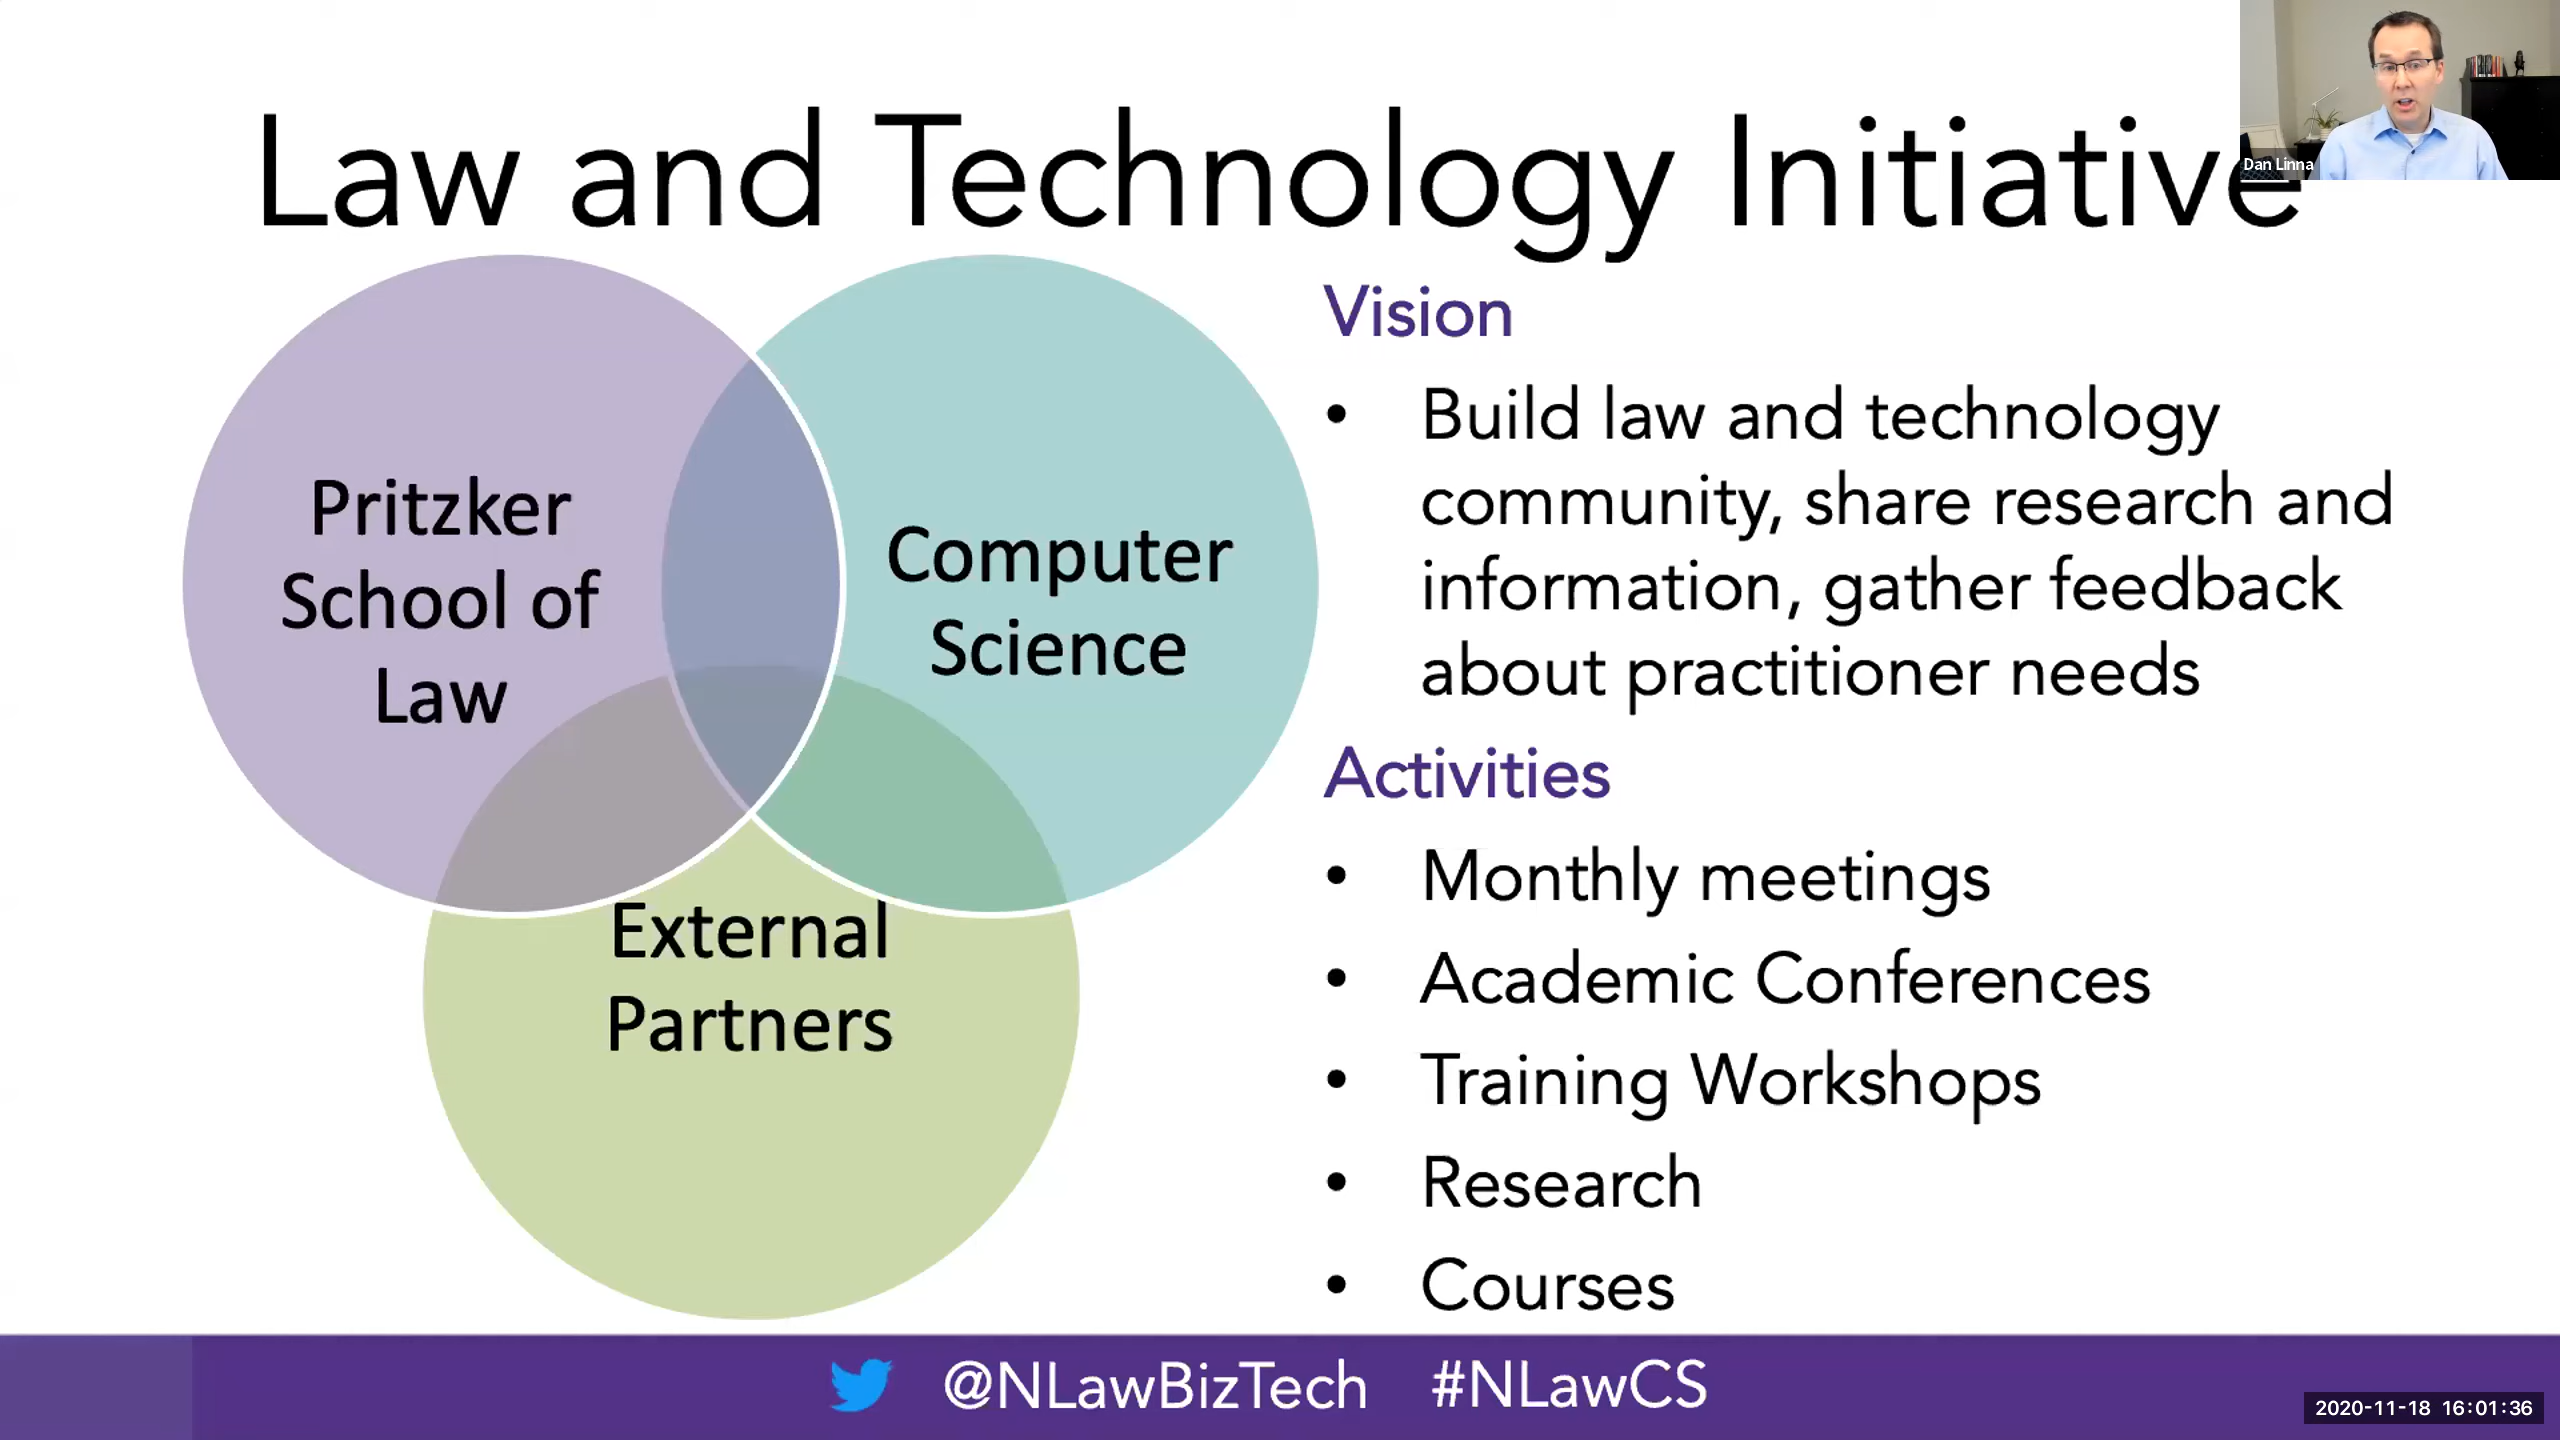 Law and Technology Initiative
Dan Linna
Pritzker
School of
Law
Computer
Science
External
Partners
Vision
• Build law and technology
community, share research and
information, gather feedback
about practitioner needs
Activities
• Monthly meetings
• Academic Conferences
• Training Workshops
• Research
• Courses
@NLawBizTech #NLawCS
2020-11-18 16:01:36